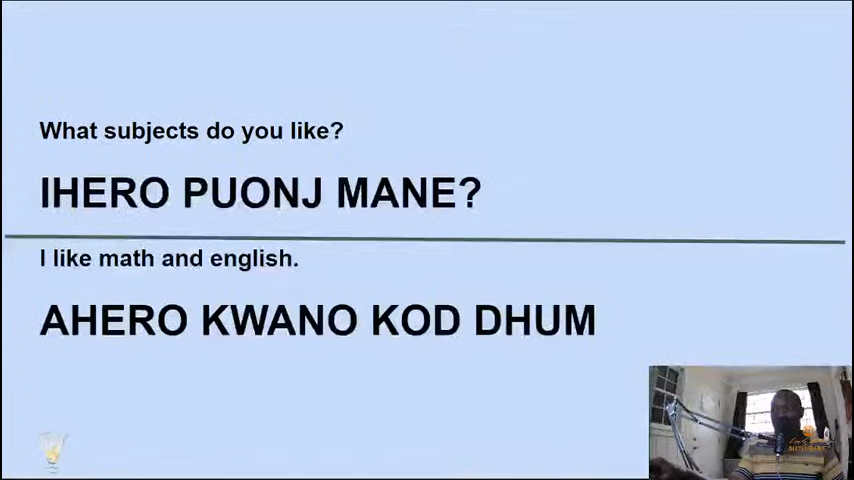 What subjects do you like?
IHERO PUONJ MANE?
I like math and english.
AHERO KWANO KOD DHUM